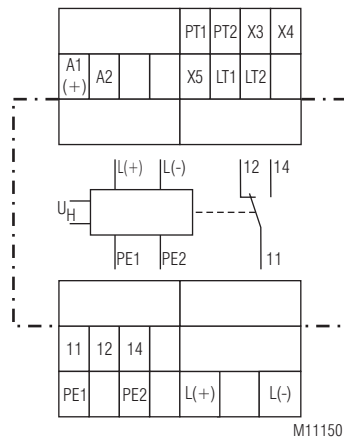 PT1 PT2 X3 X4
A1 (+) A2 X5 LT1 LT2
L(+) L(-) 12 14
UH
PE1 PE2 11
11 12 14
PE1 PE2 L(+) L(-)
M11150